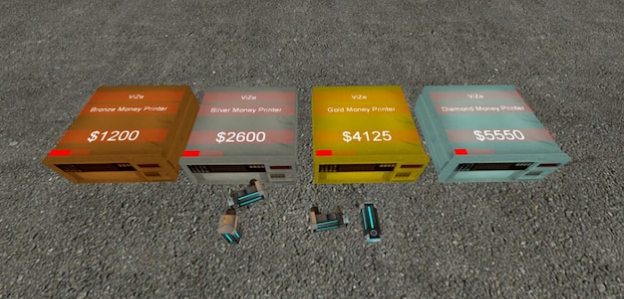 ViZe
Bronze Money Printer
$1200
ViZe
Silver Money Printer
$2600
ViZe
Gold Money Printer
$4125
ViZe
Diamond Money Printer
$5550